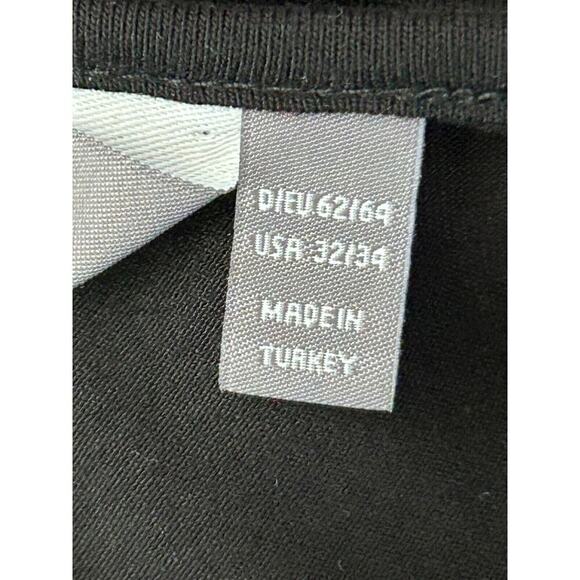 D/EU 62/64
USA 32/34
MADE IN
TURKEY